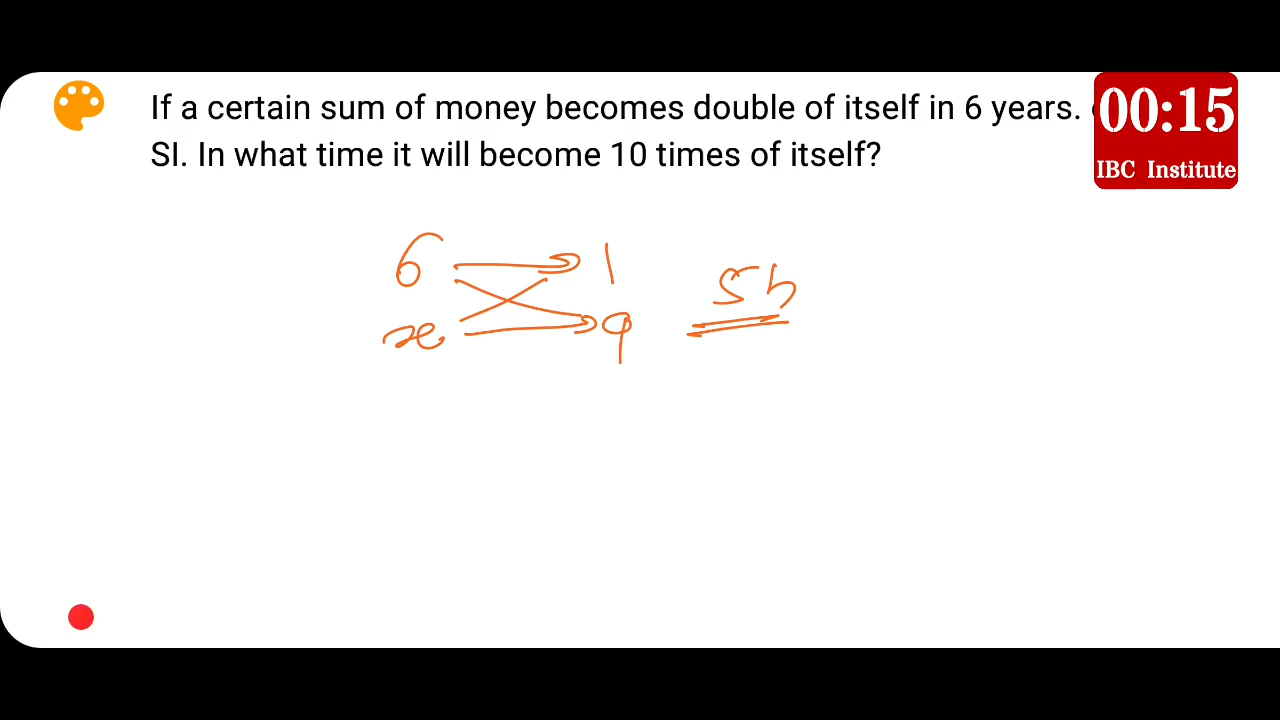 If a certain sum of money becomes double of itself in 6 years.
SI. In what time it will become 10 times of itself?
00:15
IBC Institute
6 1
x 9
54